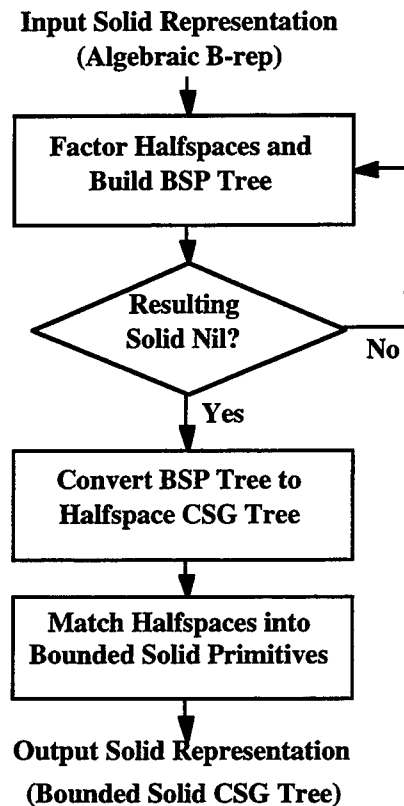 Input Solid Representation
(Algebraic B-rep)
Factor Halfspaces and
Build BSP Tree
Resulting
Solid Nil?
No
Yes
Convert BSP Tree to
Halfspace CSG Tree
Match Halfspaces into
Bounded Solid Primitives
Output Solid Representation
(Bounded Solid CSG Tree)